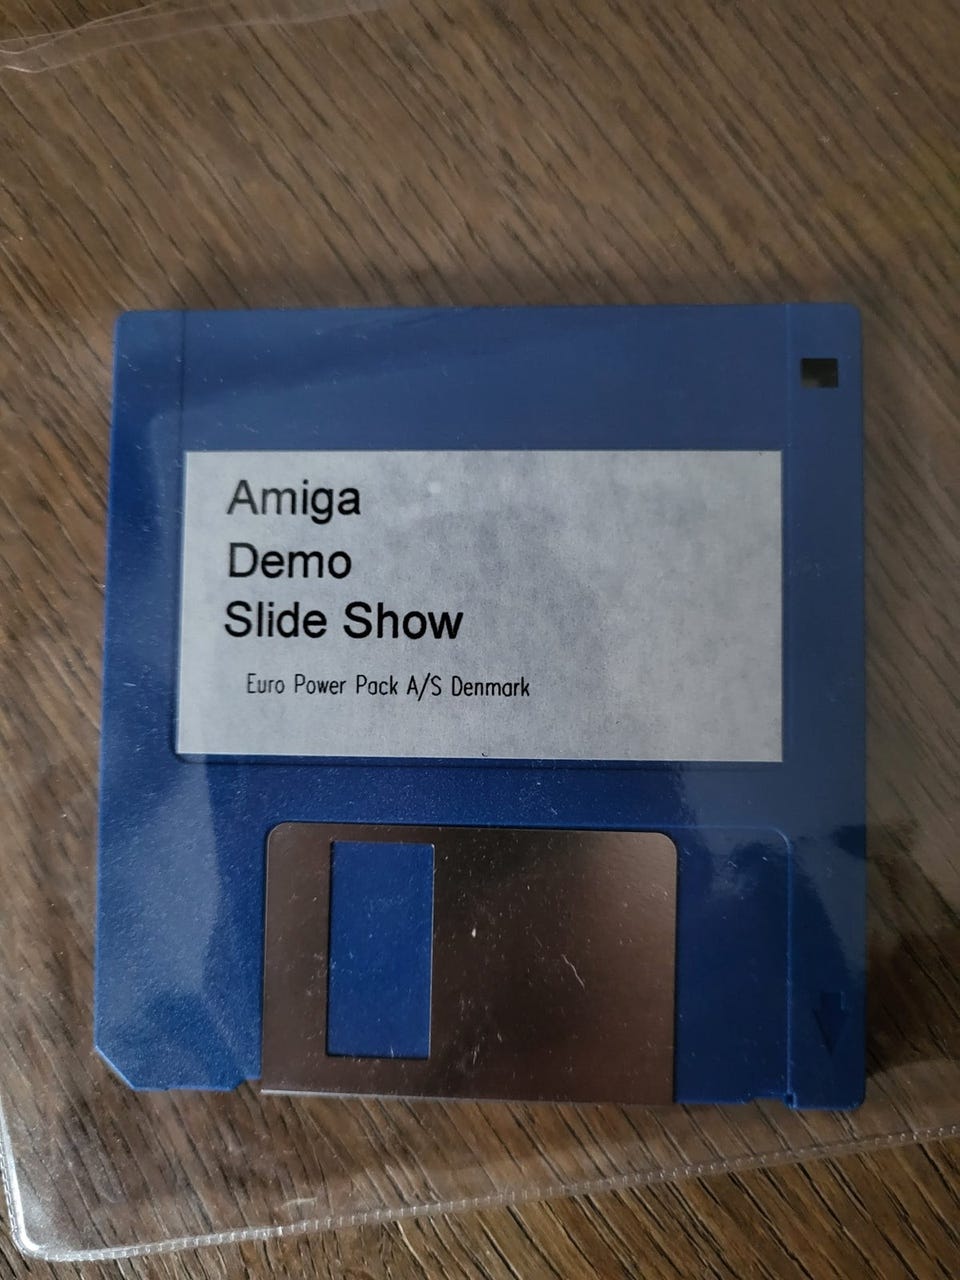 Amiga
Demo
Slide Show
Euro Power Pack A/S Denmark